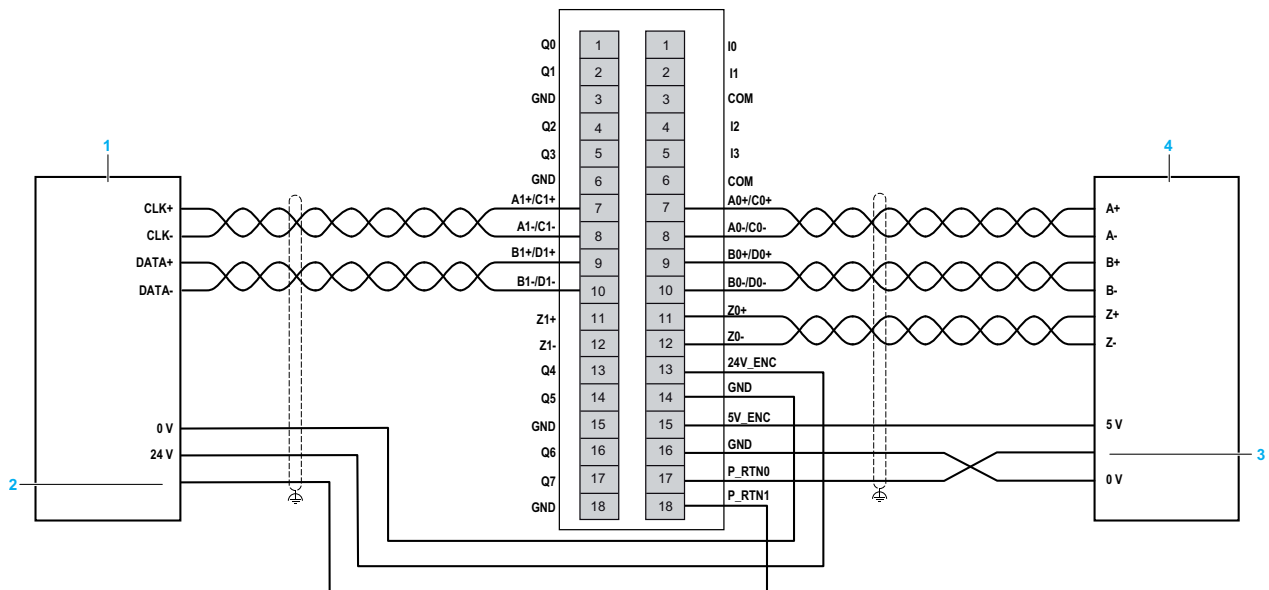 Q0 1 1 I0
Q1 2 2 I1
GND 3 3 COM
Q2 4 4 I2
1
4
Q3 5 5 I3
GND 6 6 COM
CLK+ A1+/C1+ 7 7 A0+/C0+ A+
CLK- A1-/C1- 8 8 A0-/C0- A-
DATA+ B1+/D1+ 9 9 B0+/D0+ B+
DATA- B1-/D1- 10 10 B0-/D0- B-
Z1+ 11 11 Z0+ Z+
Z1- 12 12 Z0- Z-
Q4 13 13 24V_ENC
Q5 14 14 GND
0 V GND 15 15 5V_ENC 5 V
24 V Q6 16 16 GND 3
2 Q7 17 17 P_RTN0 0 V
GND 18 18 P_RTN1